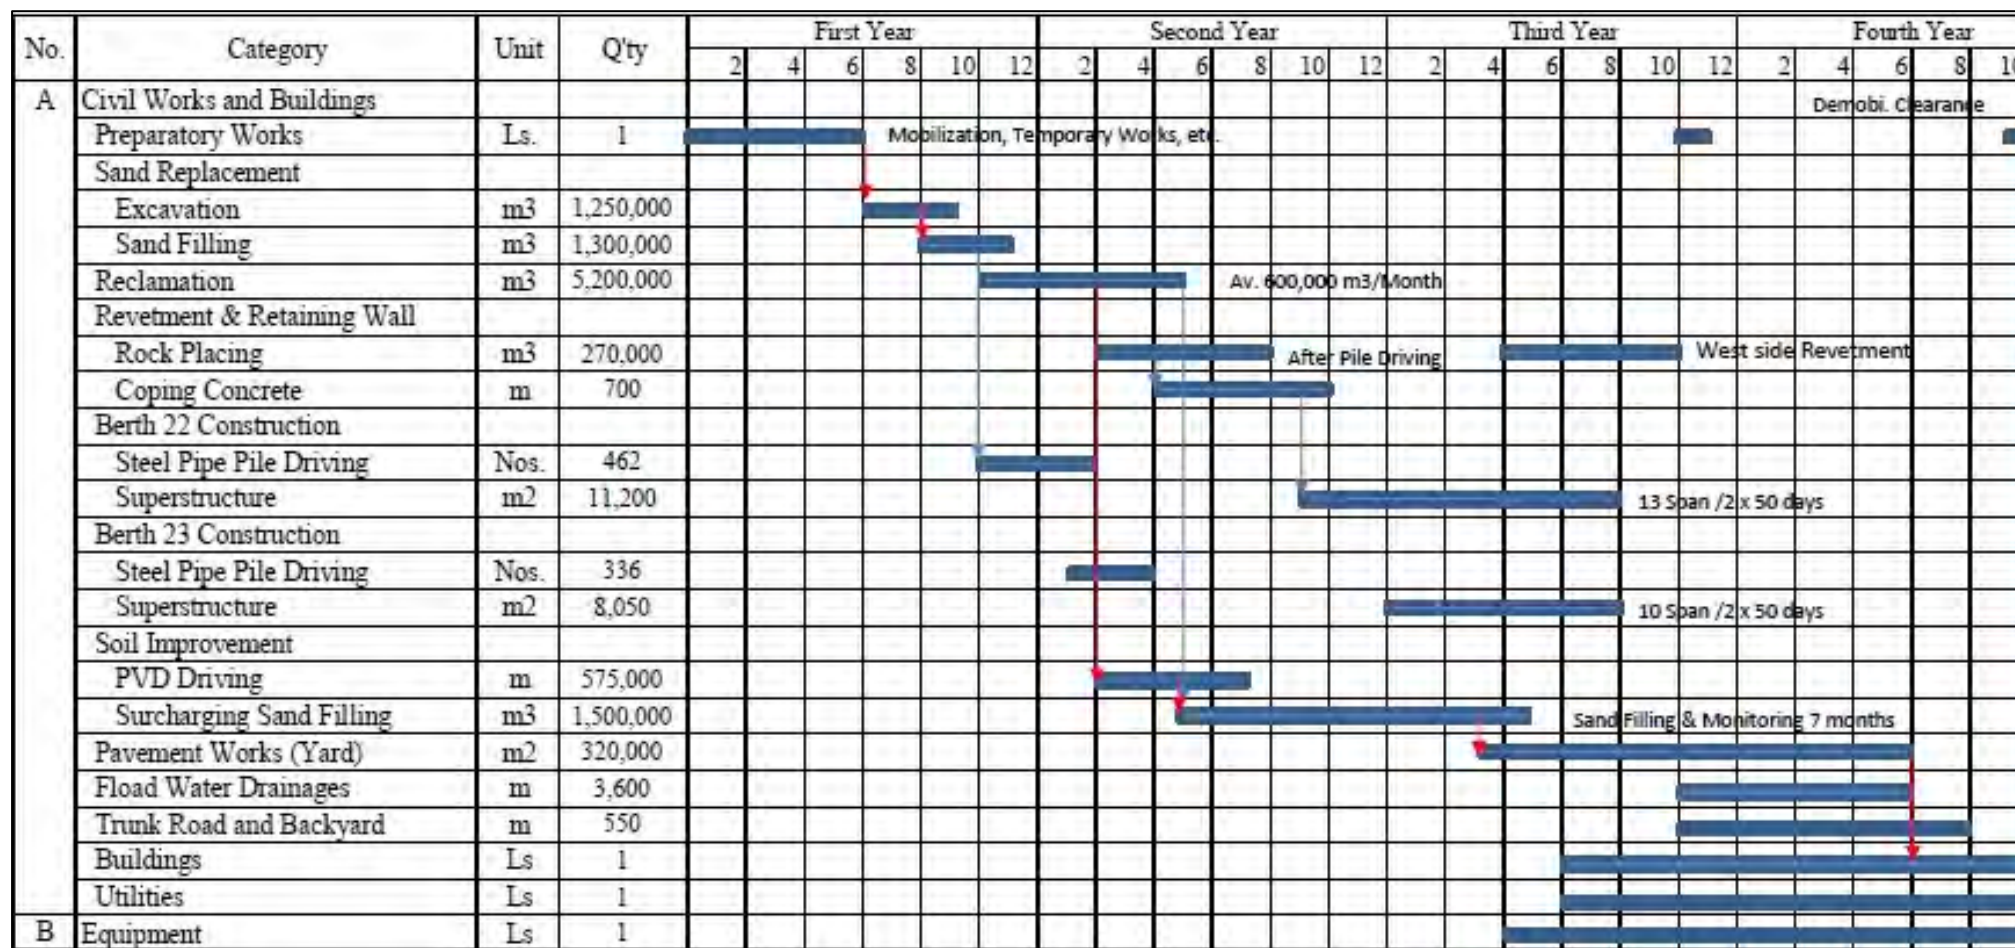 No. Category Unit Q'ty First Year Second Year Third Year Fourth Year
2 4 6 8 10 12 2 4 6 8 10 12 2 4 6 8 10 12 2 4 6 8
A Civil Works and Buildings Demobi. Clearance
Preparatory Works Ls. 1 Mobilization, Temporary Works, etc.
Sand Replacement
Excavation m3 1,250,000
Sand Filling m3 1,300,000
Reclamation m3 5,200,000 Av. 600,000 m3/Month
Revetment & Retaining Wall
Rock Placing m3 270,000 After Pile Driving West side Revetment
Coping Concrete m 700
Berth 22 Construction
Steel Pipe Pile Driving Nos. 462
Superstructure m2 11,200 13 Span /2 x 50 days
Berth 23 Construction
Steel Pipe Pile Driving Nos. 336
Superstructure m2 8,050 10 Span /2 x 50 days
Soil Improvement
PVD Driving m 575,000
Surcharging Sand Filling m3 1,500,000 Sand Filling & Monitoring 7 months
Pavement Works (Yard) m2 320,000
Fload Water Drainages m 3,600
Trunk Road and Backyard m 550
Buildings Ls 1
Utilities Ls 1
B Equipment Ls 1